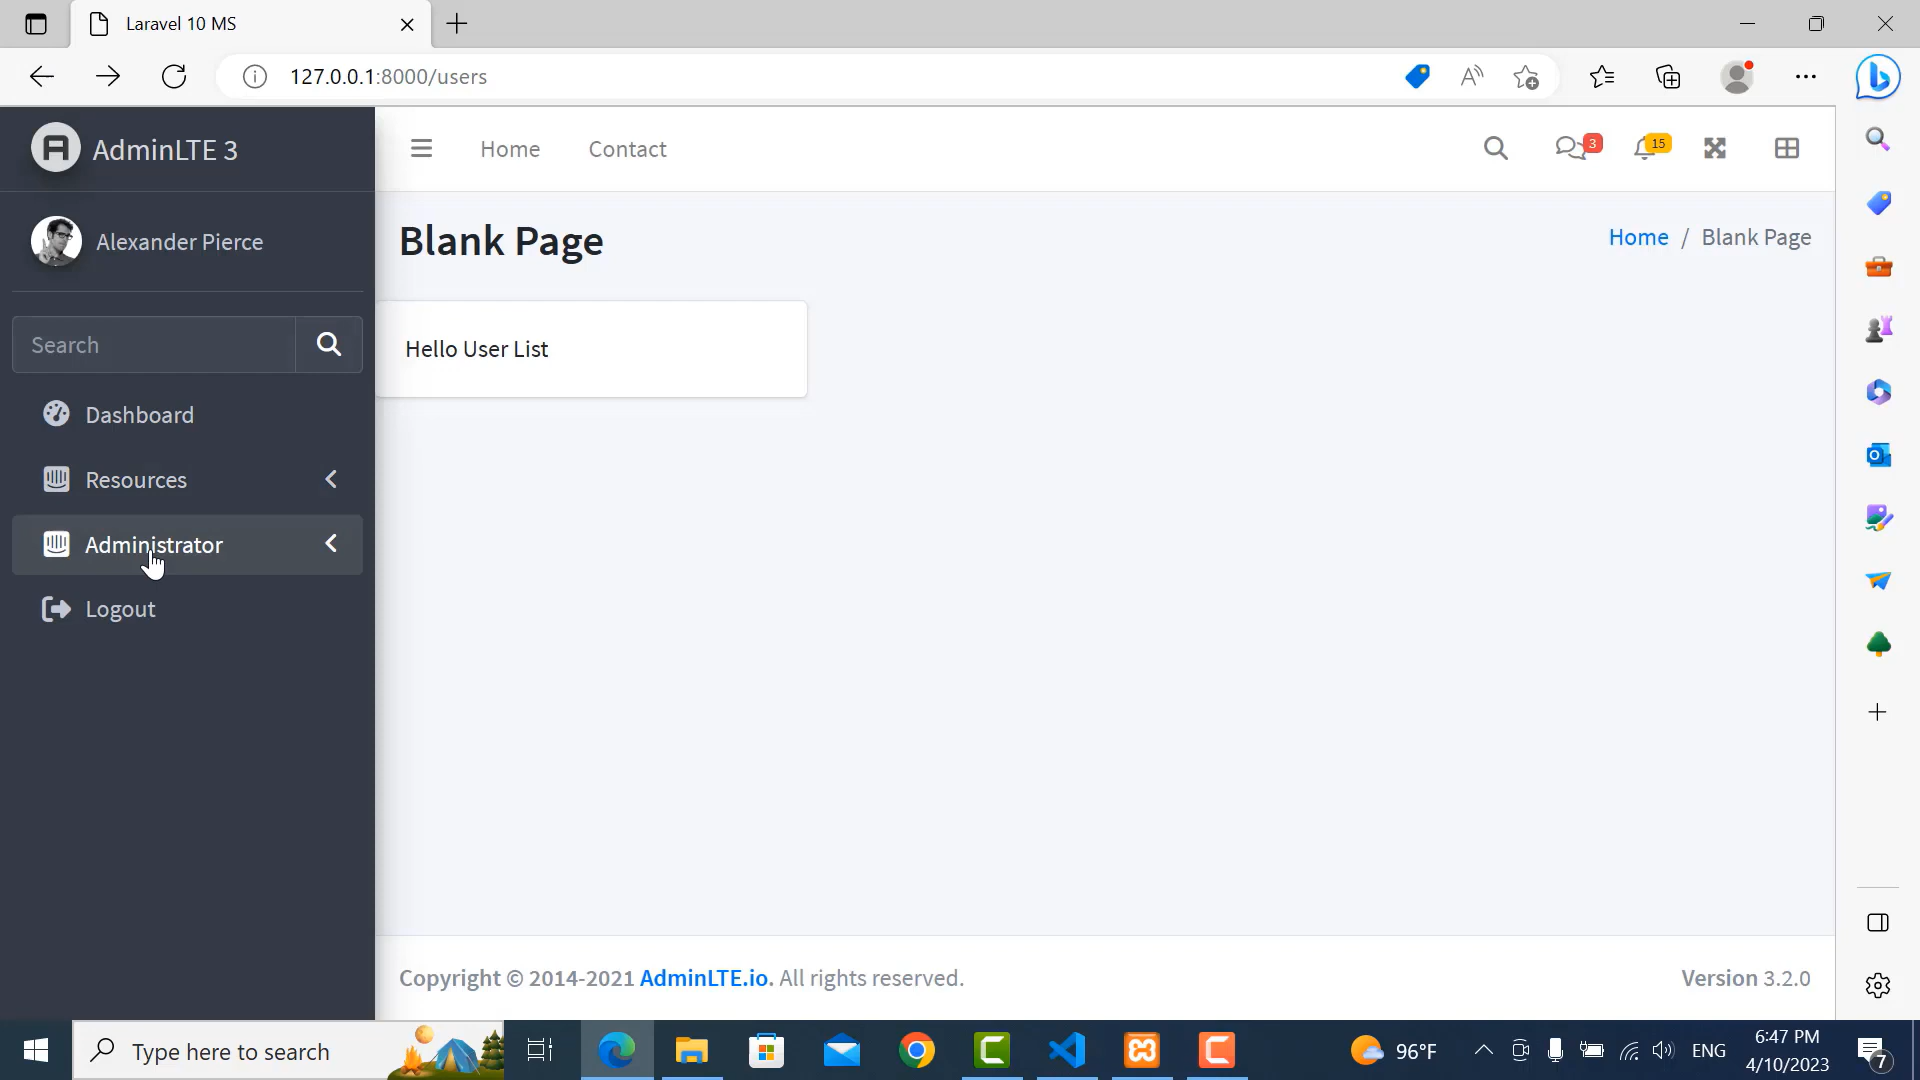 Laravel 10 MS
127.0.0.1:8000/users
AdminLTE 3
Home
Contact
3
15
Alexander Pierce
Blank Page
Home / Blank Page
Search
Hello User List
Dashboard
Resources
Administrator
Logout
Copyright © 2014-2021 AdminLTE.io. All rights reserved.
Version 3.2.0
Type here to search
96°F
ENG
6:47 PM
4/10/2023
7